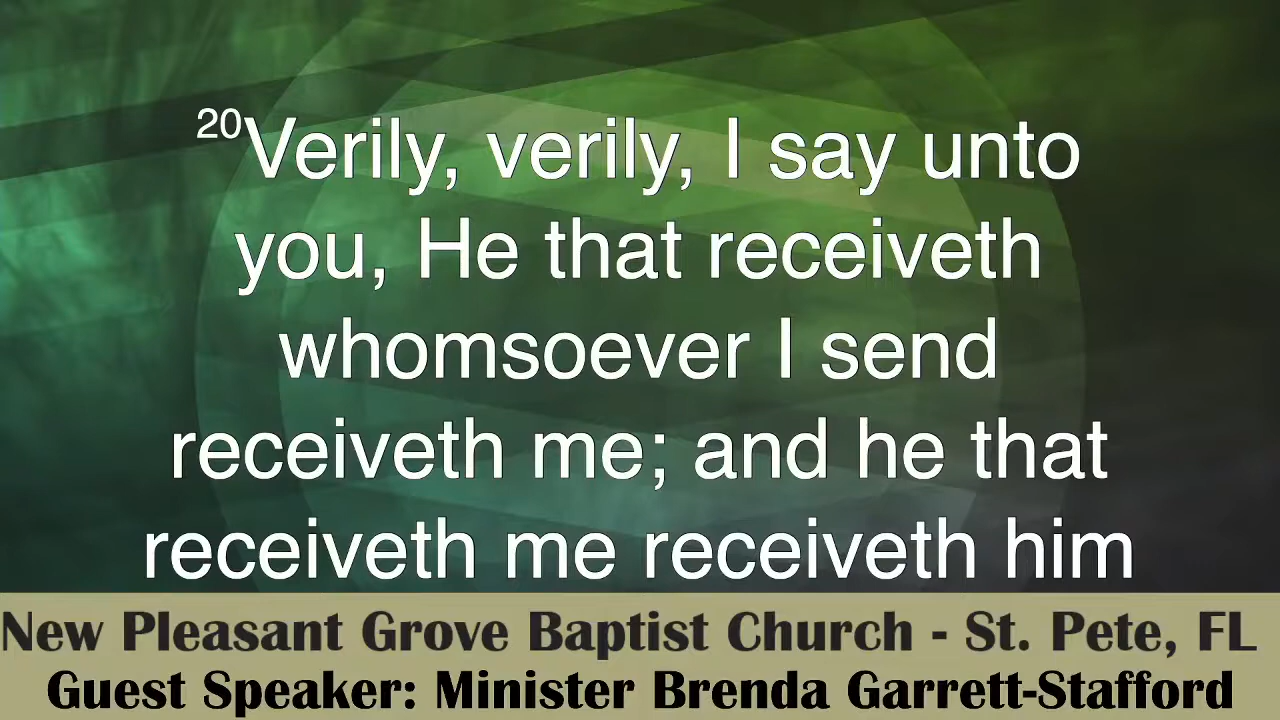 20Verily, verily, I say unto
you, He that receiveth
whomsoever I send
receiveth me; and he that
receiveth me receiveth him
New Pleasant Grove Baptist Church - St. Pete, FL
Guest Speaker: Minister Brenda Garrett-Stafford